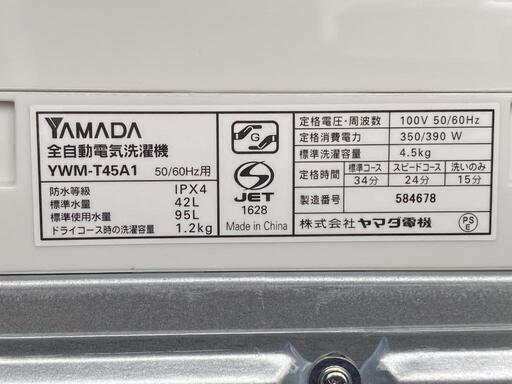 YAMADA
全自動電気洗濯機
YWM-T45A1 50/60Hz用
防水等級 IPX4
標準水量 42L
標準使用水量 95L
ドライコース時の洗濯容量 1.2kg
JET
1628
Made in China
定格電圧・周波数 100V 50/60Hz
定格消費電力 350/390 W
標準洗濯容量 4.5kg
定格時間 標準コース スピードコース 洗いのみ
34分 24分 15分
製造番号 584678
株式会社 ヤマダ電機 PS E